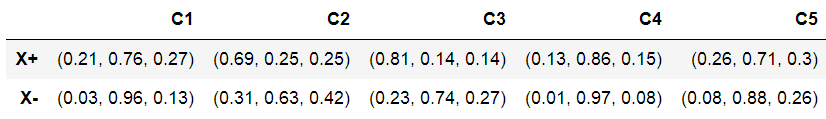 C1 C2 C3 C4 C5
X+ (0.21, 0.76, 0.27) (0.69, 0.25, 0.25) (0.81, 0.14, 0.14) (0.13, 0.86, 0.15) (0.26, 0.71, 0.3)
X- (0.03, 0.96, 0.13) (0.31, 0.63, 0.42) (0.23, 0.74, 0.27) (0.01, 0.97, 0.08) (0.08, 0.88, 0.26)